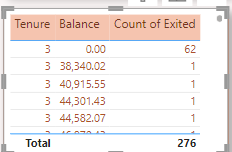 Tenure Balance Count of Exited
3 0.00 62
3 38,340.02 1
3 40,915.55 1
3 44,301.43 1
3 44,582.07 1
Total 276